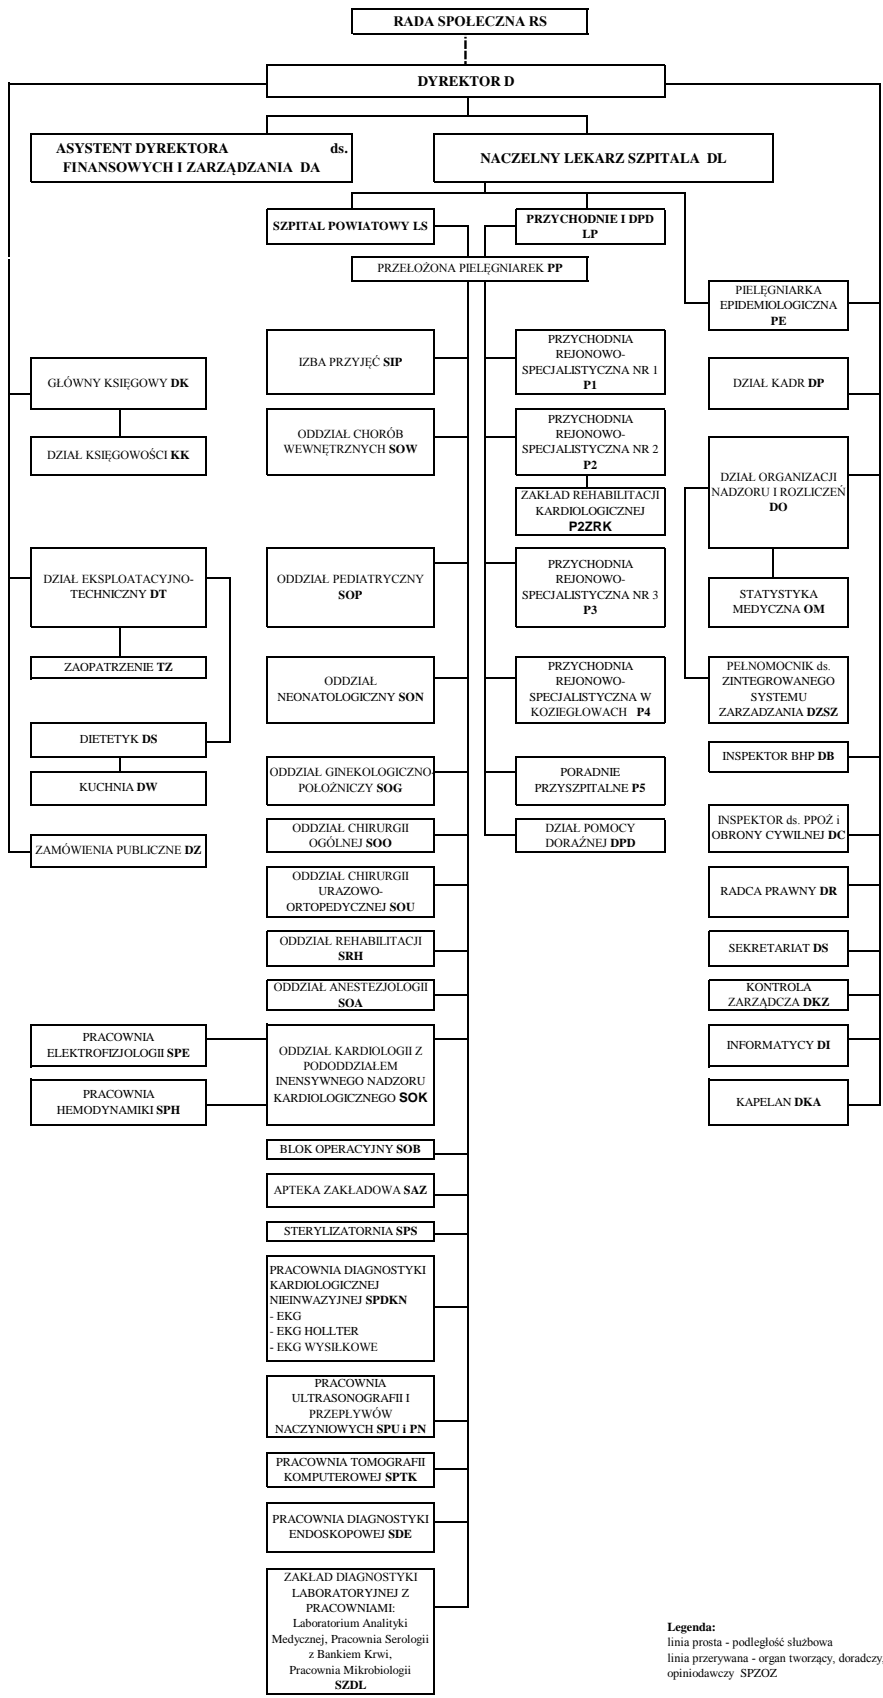 RADA SPOŁECZNA RS
DYREKTOR D
ASYSTENT DYREKTORA ds.
FINANSOWYCH I ZARZĄDZANIA DA
NACZELNY LEKARZ SZPITALA DL
SZPITAL POWIATOWY LS
PRZYCHODNIE I DPD
LP
PRZEŁOŻONA PIELĘGNIAREK PP
GŁÓWNY KSIĘGOWY DK
DZIAŁ KSIĘGOWOŚCI KK
DZIAŁ EKSPLOATACYJNO-
TECHNICZNY DT
ZAOPATRZENIE TZ
DIETETYK DS
KUCHNIA DW
ZAMÓWIENIA PUBLICZNE DZ
PRACOWNIA
ELEKTROFIZJOLOGII SPE
PRACOWNIA
HEMODYNAMIKI SPH
IZBA PRZYJĘĆ SIP
ODDZIAŁ CHORÓB
WEWNĘTRZNYCH SOW
ODDZIAŁ PEDIATRYCZNY
SOP
ODDZIAŁ
NEONATOLOGICZNY SON
ODDZIAŁ GINEKOLOGICZNO-
POŁOŻNICZY SOG
ODDZIAŁ CHIRURGII
OGÓLNEJ SOO
ODDZIAŁ CHIRURGII
URAZOWO-
ORTOPEDYCZNEJ SOU
ODDZIAŁ REHABILITACJI
SRH
ODDZIAŁ ANESTEZJOLOGII
SOA
ODDZIAŁ KARDIOLOGII Z
PODODDZIAŁEM
INENSYWNEGO NADZORU
KARDIOLOGICZNEGO SOK
BLOK OPERACYJNY SOB
APTEKA ZAKŁADOWA SAZ
STERYLIZATORNIA SPS
PRACOWNIA DIAGNOSTYKI
KARDIOLOGICZNEJ
NIEINWAZYJNEJ SPDKN
- EKG
- EKG HOLLTER
- EKG WYSIŁKOWE
PRACOWNIA
ULTRASONOGRAFII I
PRZEPŁYWÓW
NACZYNIOWYCH SPU i PN
PRACOWNIA TOMOGRAFII
KOMPUTEROWEJ SPTK
PRACOWNIA DIAGNOSTYKI
ENDOSKOPOWEJ SDE
ZAKŁAD DIAGNOSTYKI
LABORATORYJNEJ Z
PRACOWNIAMI:
Laboratorium Analityki
Medycznej, Pracownia Serologii
z Bankiem Krwi,
Pracownia Mikrobiologii
SZDL
PRZYCHODNIA
REJONOWO-
SPECJALISTYCZNA NR 1
P1
PRZYCHODNIA
REJONOWO-
SPECJALISTYCZNA NR 2
P2
ZAKŁAD REHABILITACJI
KARDIOLOGICZNEJ
P2ZRK
PRZYCHODNIA
REJONOWO-
SPECJALISTYCZNA NR 3
P3
PRZYCHODNIA
REJONOWO-
SPECJALISTYCZNA W
KOZIEGŁOWACH P4
PORADNIE
PRZYSZPITALNE P5
DZIAŁ POMOCY
DORAŹNEJ DPD
PIELĘGNIARKA
EPIDEMIOLOGICZNA
PE
DZIAŁ KADR DP
DZIAŁ ORGANIZACJI
NADZORU I ROZLICZEŃ
DO
STATYSTYKA
MEDYCZNA OM
PEŁNOMOCNIK ds.
ZINTEGROWANEGO
SYSTEMU
ZARZADZANIA DZSZ
INSPEKTOR BHP DB
INSPEKTOR ds. PPOŻ i
OBRONY CYWILNEJ DC
RADCA PRAWNY DR
SEKRETARIAT DS
KONTROLA
ZARZĄDCZA DKZ
INFORMATYCY DI
KAPELAN DKA
Legenda:
linia prosta - podległość służbowa
linia przerywana - organ tworzący, doradczy,
opiniodawczy SPZOZ